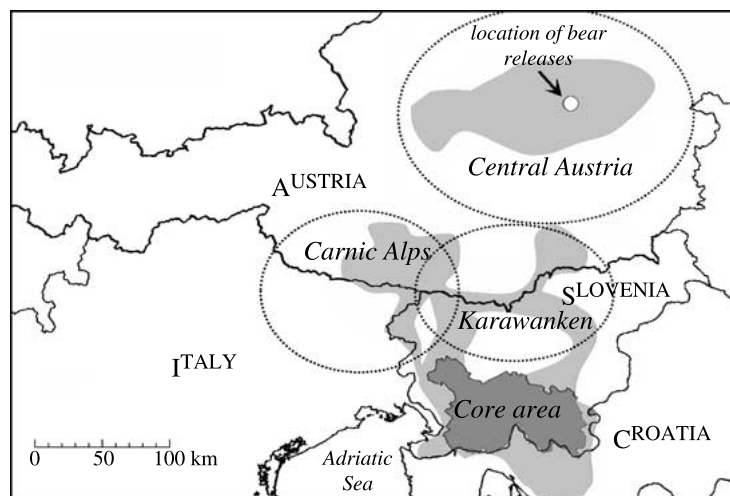 location of bear
releases
Central Austria
AUSTRIA
Carnic Alps
SLOVENIA
Karawanken
ITALY
Core area
CROATIA
0 50 100 km
Adriatic
Sea